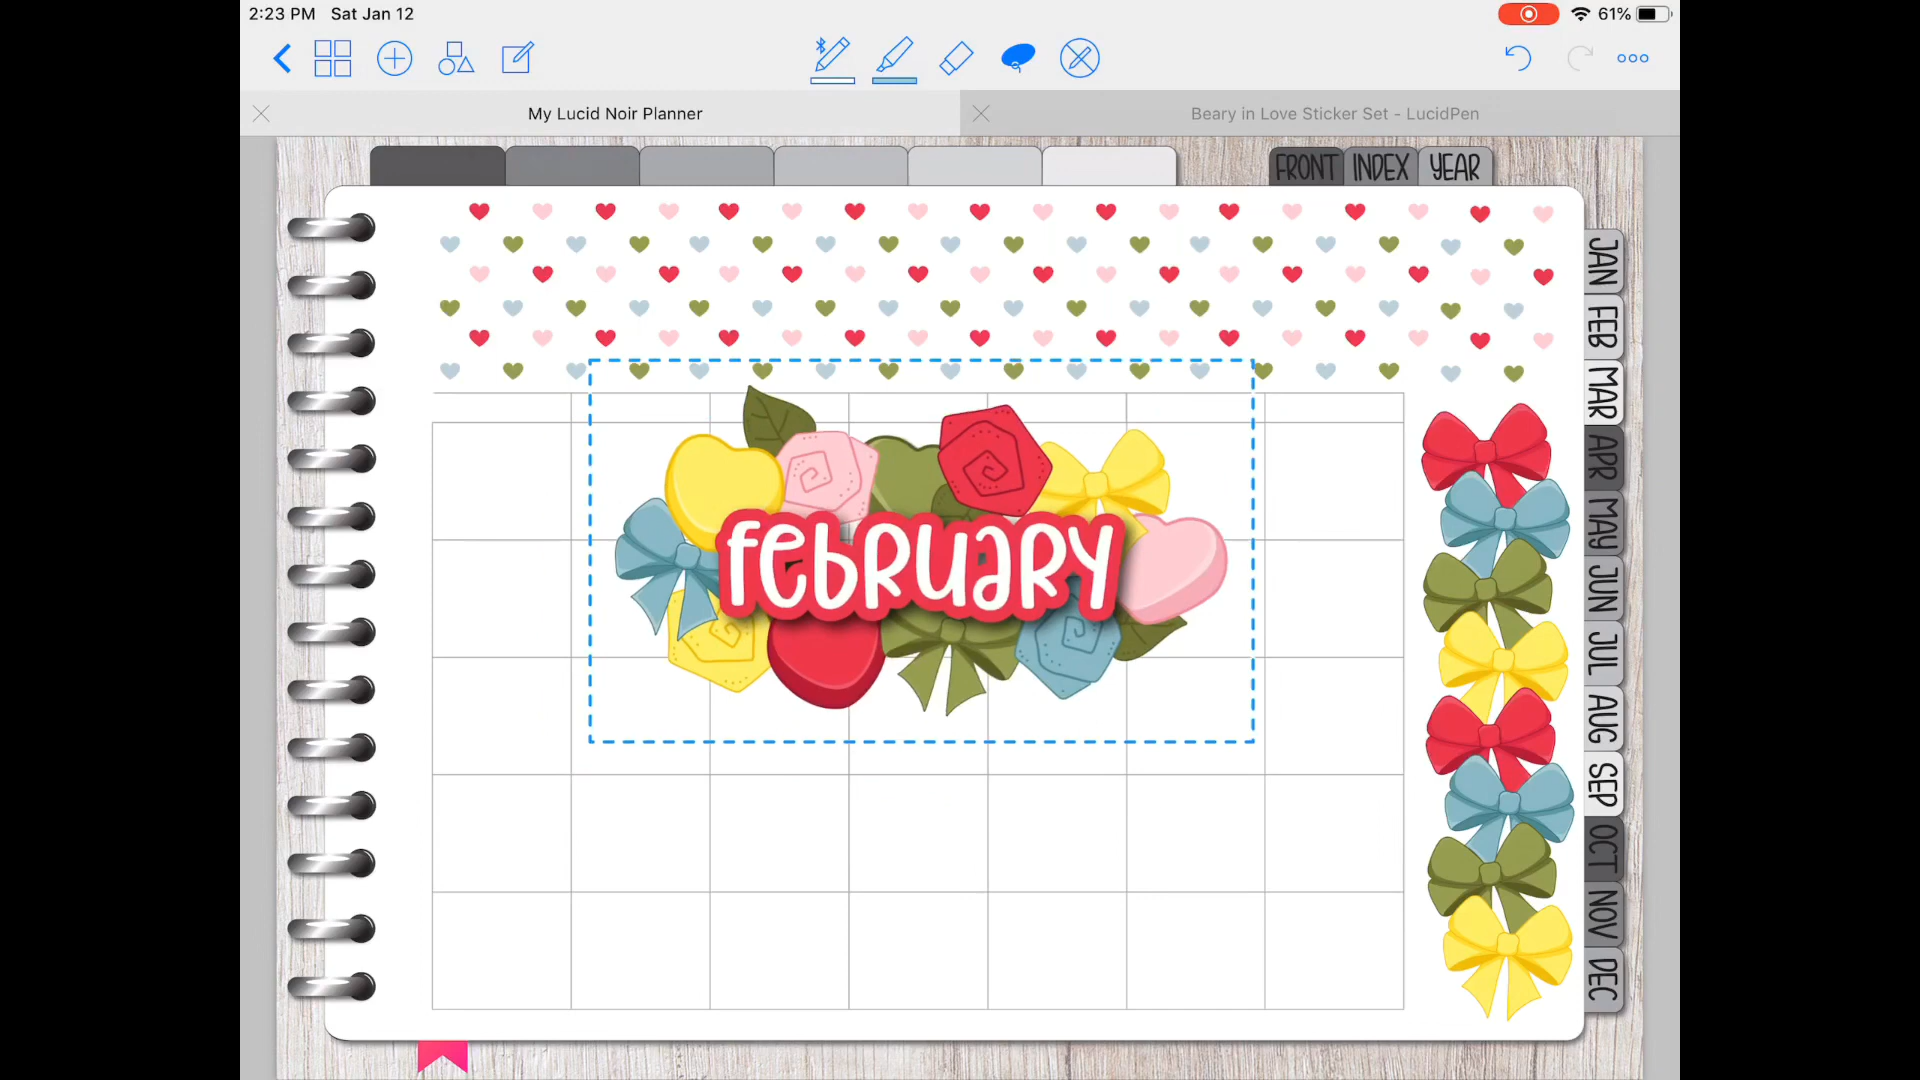 2:23 PM Sat Jan 12 61%
My Lucid Noir Planner Beary in Love Sticker Set - LucidPen
FRONT INDEX YEAR
JAN
FEB
MAR
APR
MAY
JUN
JUL
AUG
SEP
OCT
NOV
DEC
february